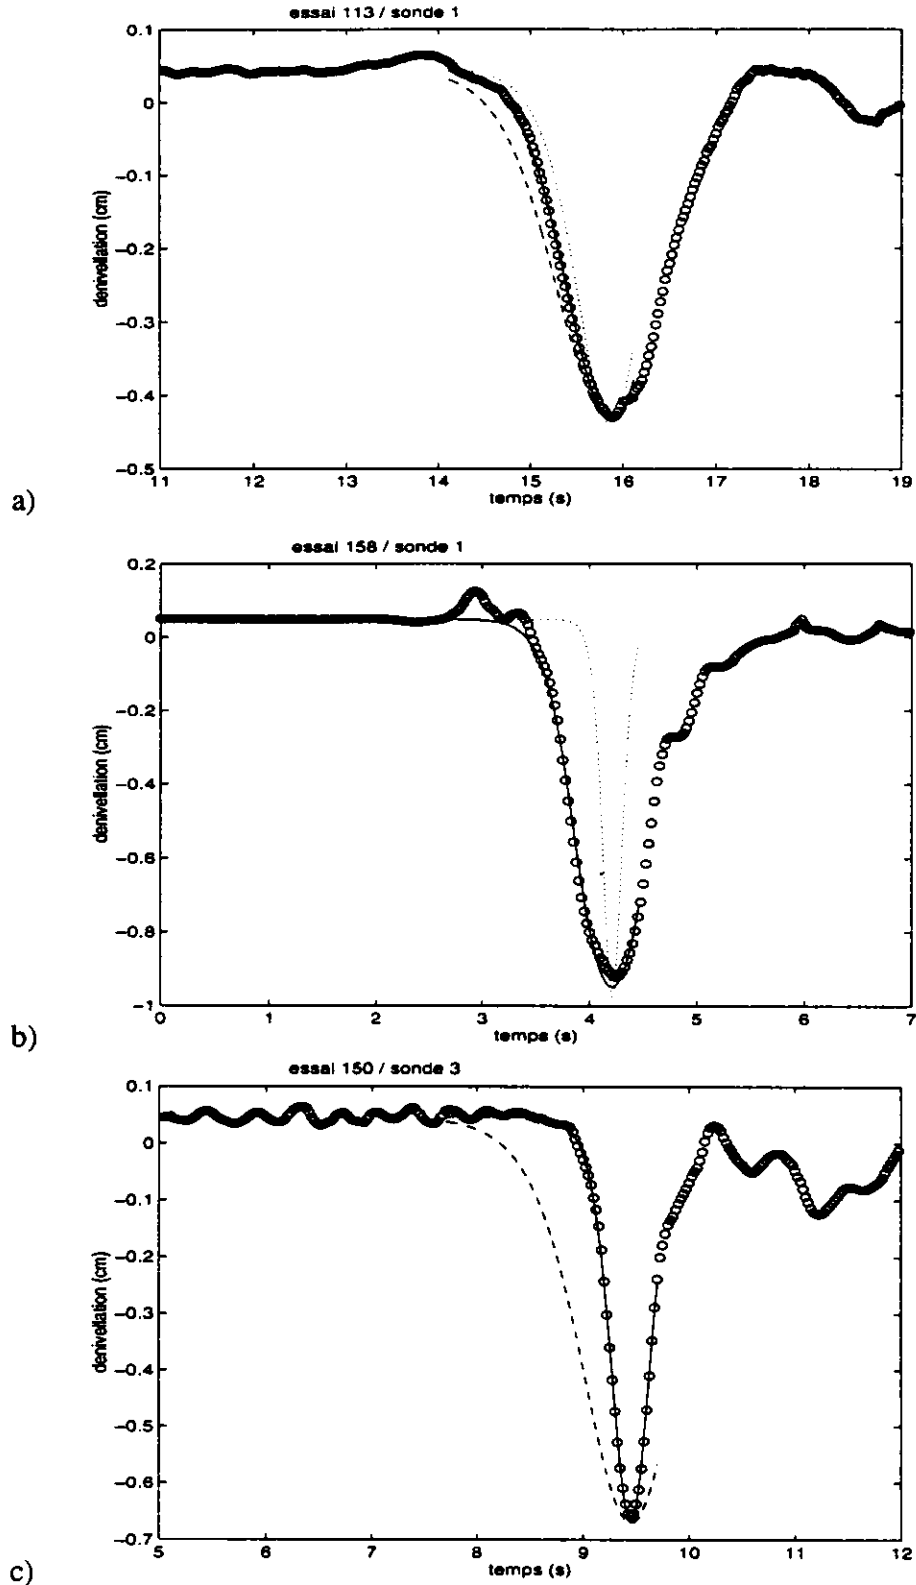 essai 113 / sonde 1
0.1
0
−0.1
−0.2
−0.3
−0.4
−0.5
denivellation (cm)
11 12 13 14 15 16 17 18 19
temps (s)
a)
essai 158 / sonde 1
0.2
0
−0.2
−0.4
−0.6
−0.8
−1
denivellation (cm)
0 1 2 3 4 5 6 7
temps (s)
b)
essai 150 / sonde 3
0.1
0
−0.1
−0.2
−0.3
−0.4
−0.5
−0.6
−0.7
denivellation (cm)
5 6 7 8 9 10 11 12
temps (s)
c)